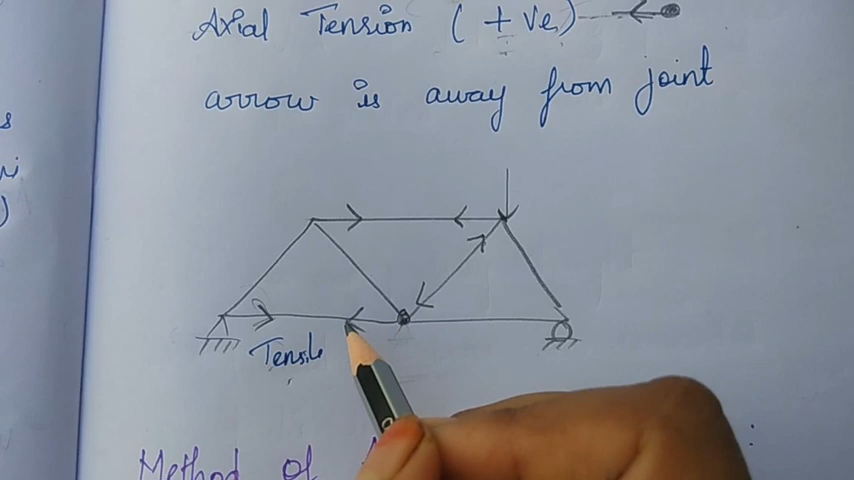 Axial Tension (+ve)
arrow is away from joint
s
Tensile
Method of